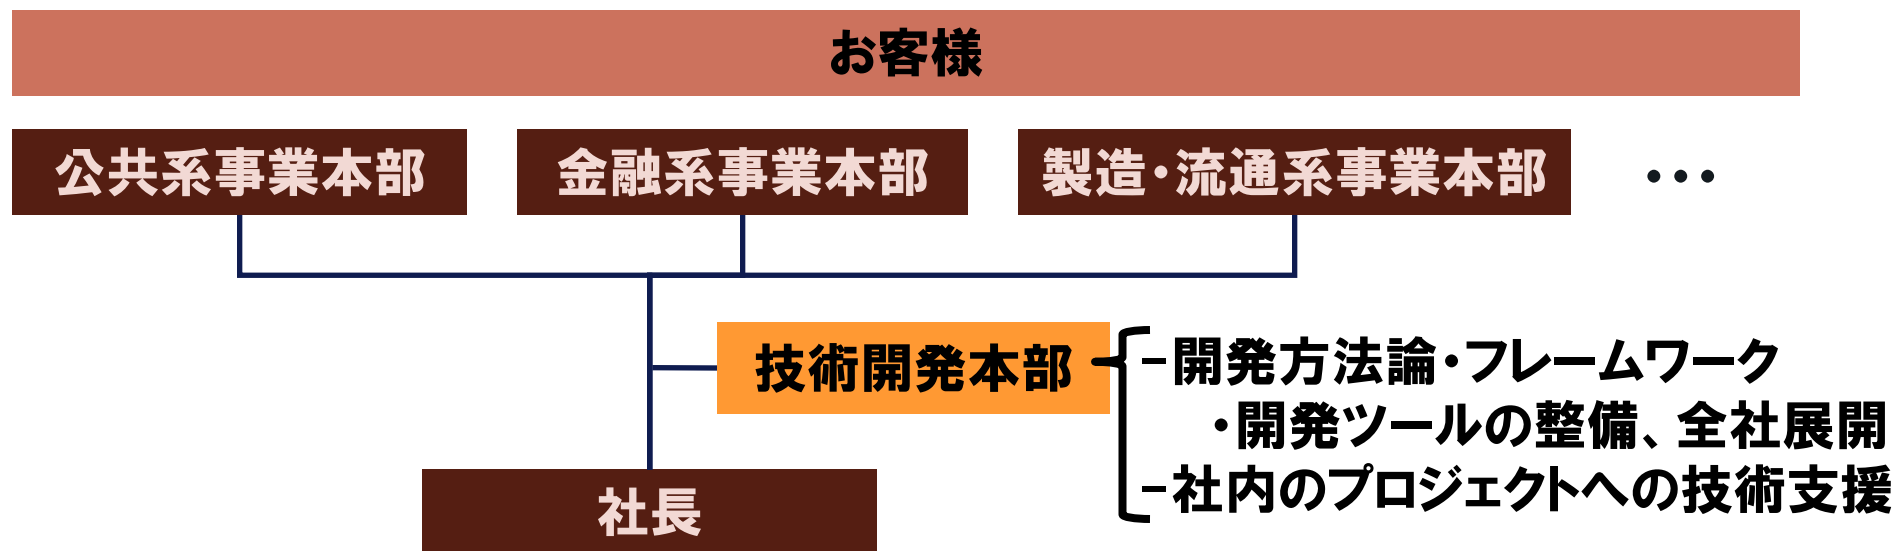 お客様
公共系事業本部
金融系事業本部
製造・流通系事業本部
•••
技術開発本部
–開発方法論・フレームワーク
・開発ツールの整備、全社展開
–社内のプロジェクトへの技術支援
社長